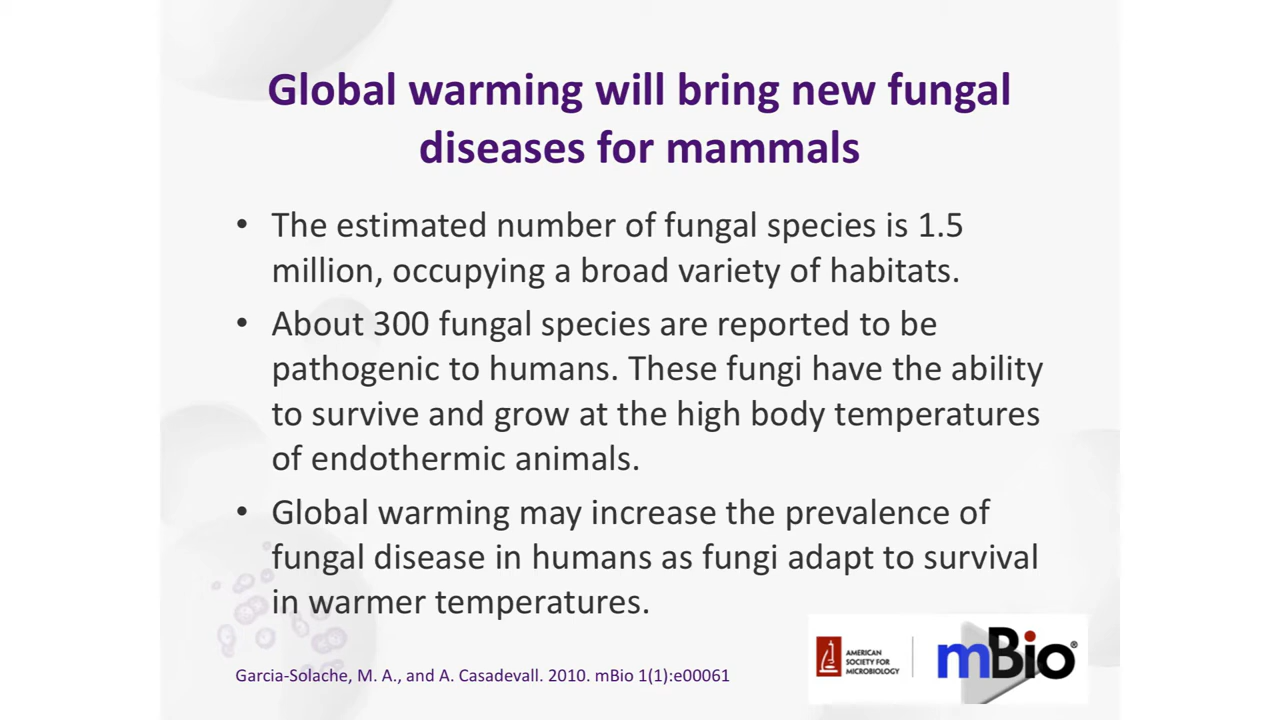 Global warming will bring new fungal
diseases for mammals
• The estimated number of fungal species is 1.5
million, occupying a broad variety of habitats.
• About 300 fungal species are reported to be
pathogenic to humans. These fungi have the ability
to survive and grow at the high body temperatures
of endothermic animals.
• Global warming may increase the prevalence of
fungal disease in humans as fungi adapt to survival
in warmer temperatures.
Garcia-Solache, M. A., and A. Casadevall. 2010. mBio 1(1):e00061
AMERICAN
SOCIETY FOR
MICROBIOLOGY
mBio®